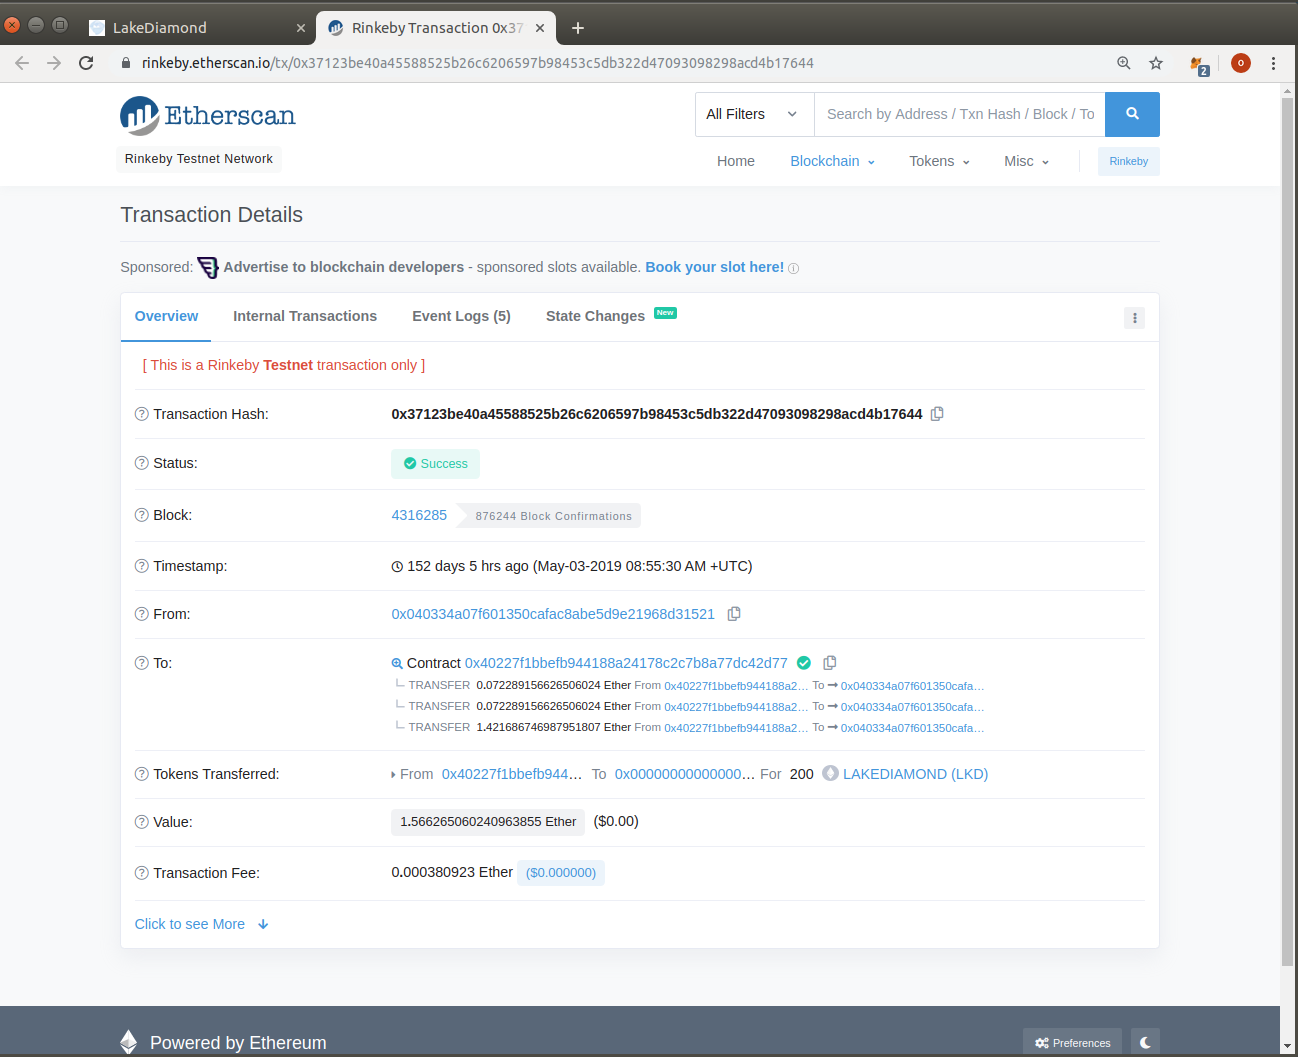 LakeDiamond
Rinkeby Transaction 0x37
rinkeby.etherscan.io/tx/0x37123be40a45588525b26c6206597b98453c5db322d47093098298acd4b17644
2
O
Etherscan
Rinkeby Testnet Network
All Filters
Search by Address / Txn Hash / Block / To
Home Blockchain Tokens Misc Rinkeby
Transaction Details
Sponsored: Advertise to blockchain developers - sponsored slots available. Book your slot here!
Overview Internal Transactions Event Logs (5) State Changes New
[ This is a Rinkeby Testnet transaction only ]
Transaction Hash: 0x37123be40a45588525b26c6206597b98453c5db322d47093098298acd4b17644
Status: Success
Block: 4316285 876244 Block Confirmations
Timestamp: 152 days 5 hrs ago (May-03-2019 08:55:30 AM +UTC)
From: 0x040334a07f601350cafac8abe5d9e21968d31521
To: Contract 0x40227f1bbefb944188a24178c2c7b8a77dc42d77
TRANSFER 0.072289156626506024 Ether From 0x40227f1bbefb944188a2... To 0x040334a07f601350cafa...
TRANSFER 0.072289156626506024 Ether From 0x40227f1bbefb944188a2... To 0x040334a07f601350cafa...
TRANSFER 1.421686746987951807 Ether From 0x40227f1bbefb944188a2... To 0x040334a07f601350cafa...
Tokens Transferred: From 0x40227f1bbefb944... To 0x00000000000000... For 200 LAKEDIAMOND (LKD)
Value: 1.566265060240963855 Ether ($0.00)
Transaction Fee: 0.000380923 Ether ($0.000000)
Click to see More
Powered by Ethereum
Preferences